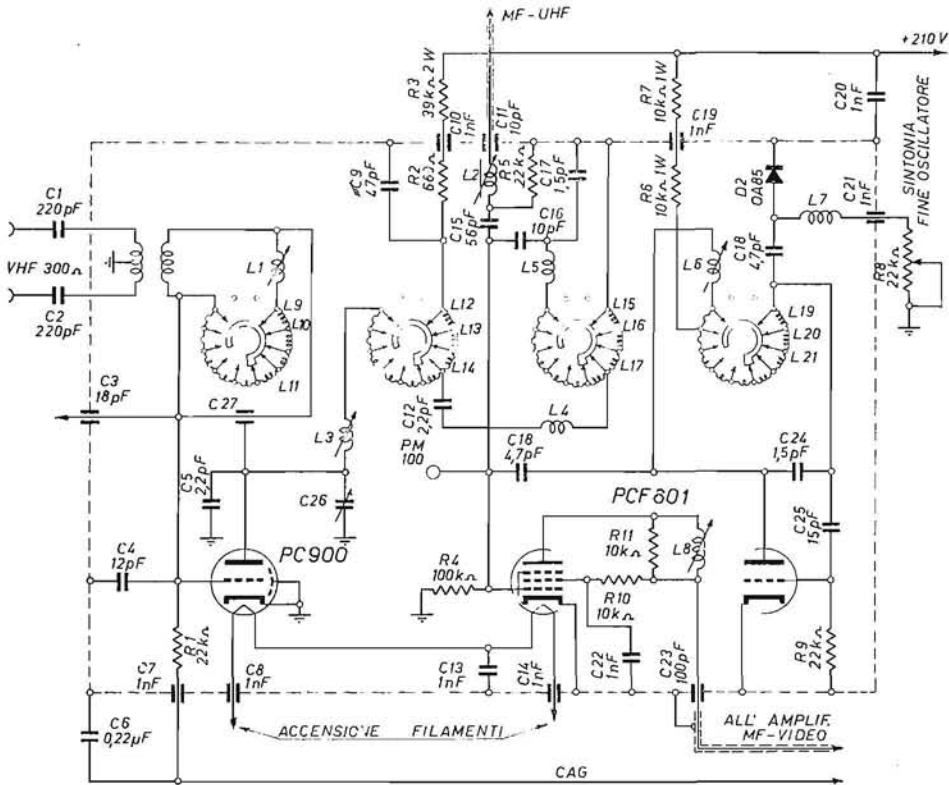 MF-UHF
+210 V
R3
39kΩ 2W
C10
1nF
C11
10pF
R7
10kΩ 1W
C19
1nF
C20
1nF
SINTONIA
FINE OSCILLATORE
C9
47pF
R2
L2
R5
22kΩ
C17
1,5pF
R6
10kΩ 1W
D2
OA85
L7
C21
1nF
R8
22kΩ
C1
220pF
VHF 300Ω
C2
220pF
L1
C15
56pF
C16
10pF
L5
L6
C18
4,7pF
L9
L10
L11
L12
L13
L14
L15
L16
L17
L19
L20
L21
C3
18pF
C27
L3
C12
2,2pF
L4
PM
100
C18
4,7pF
C24
1,5pF
C5
2,2pF
C26
PC900
PCF801
C25
15pF
C4
12pF
R4
100kΩ
R11
10kΩ
L8
R10
10kΩ
R1
22kΩ
C7
1nF
C8
1nF
C13
1nF
C14
1nF
C22
1nF
C23
100pF
R9
22kΩ
C6
0,22µF
ACCENSIONE FILAMENTI
ALL' AMPLIF.
MF-VIDEO
CAG